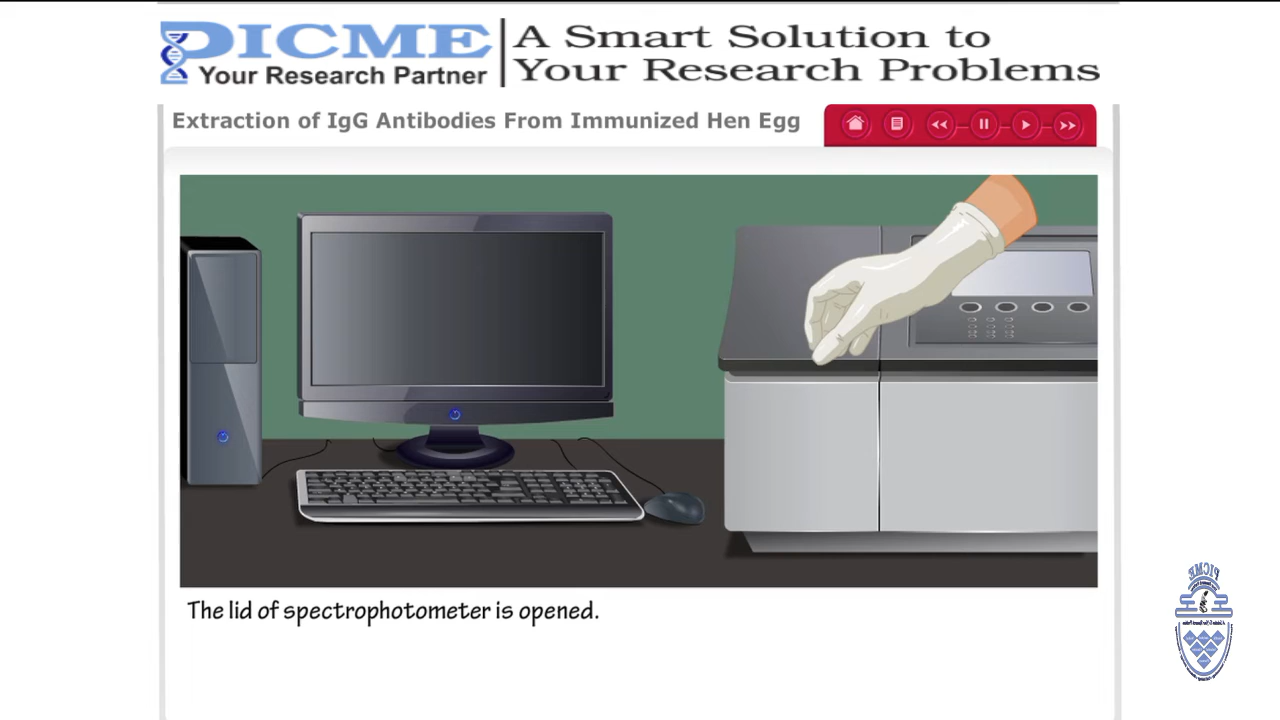 PICME
Your Research Partner
A Smart Solution to
Your Research Problems
Extraction of IgG Antibodies From Immunized Hen Egg
The lid of spectrophotometer is opened.
PICME